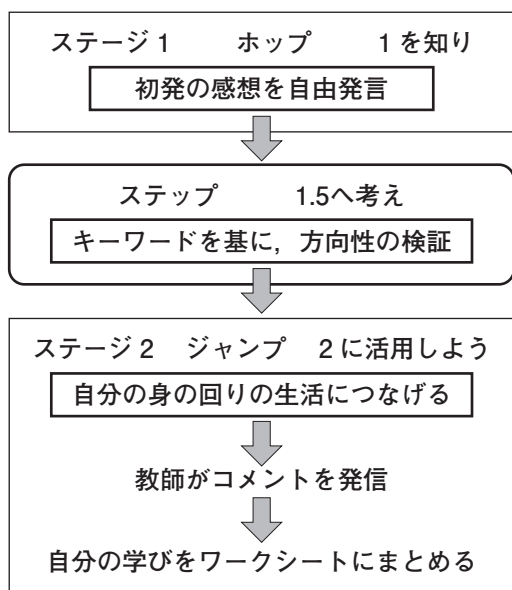 ステージ 1　ホップ　1 を知り
初発の感想を自由発言
ステップ　1.5へ考え
キーワードを基に，方向性の検証
ステージ 2　ジャンプ　2 に活用しよう
自分の身の回りの生活につなげる
教師がコメントを発信
自分の学びをワークシートにまとめる